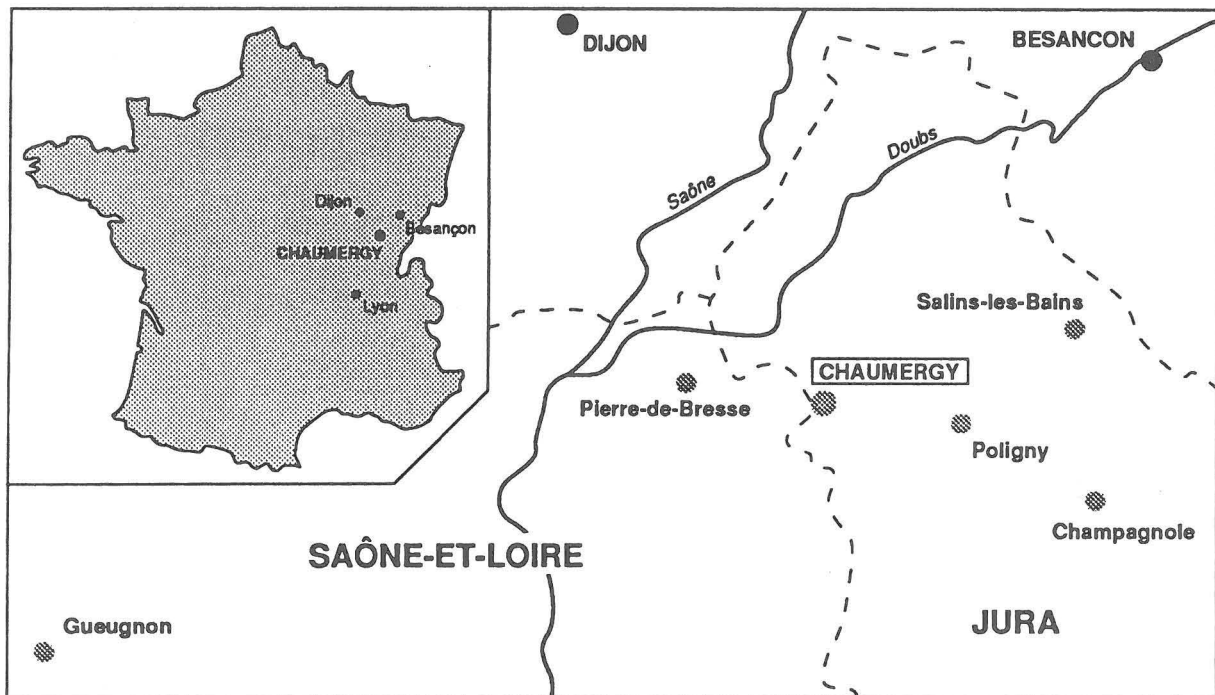 DIJON
BESANCON
Doubs
Saône
Dijon
Besançon
CHAUMERGY
Lyon
Salins-les-Bains
CHAUMERGY
Pierre-de-Bresse
Poligny
Champagnole
SAÔNE-ET-LOIRE
Gueugnon
JURA